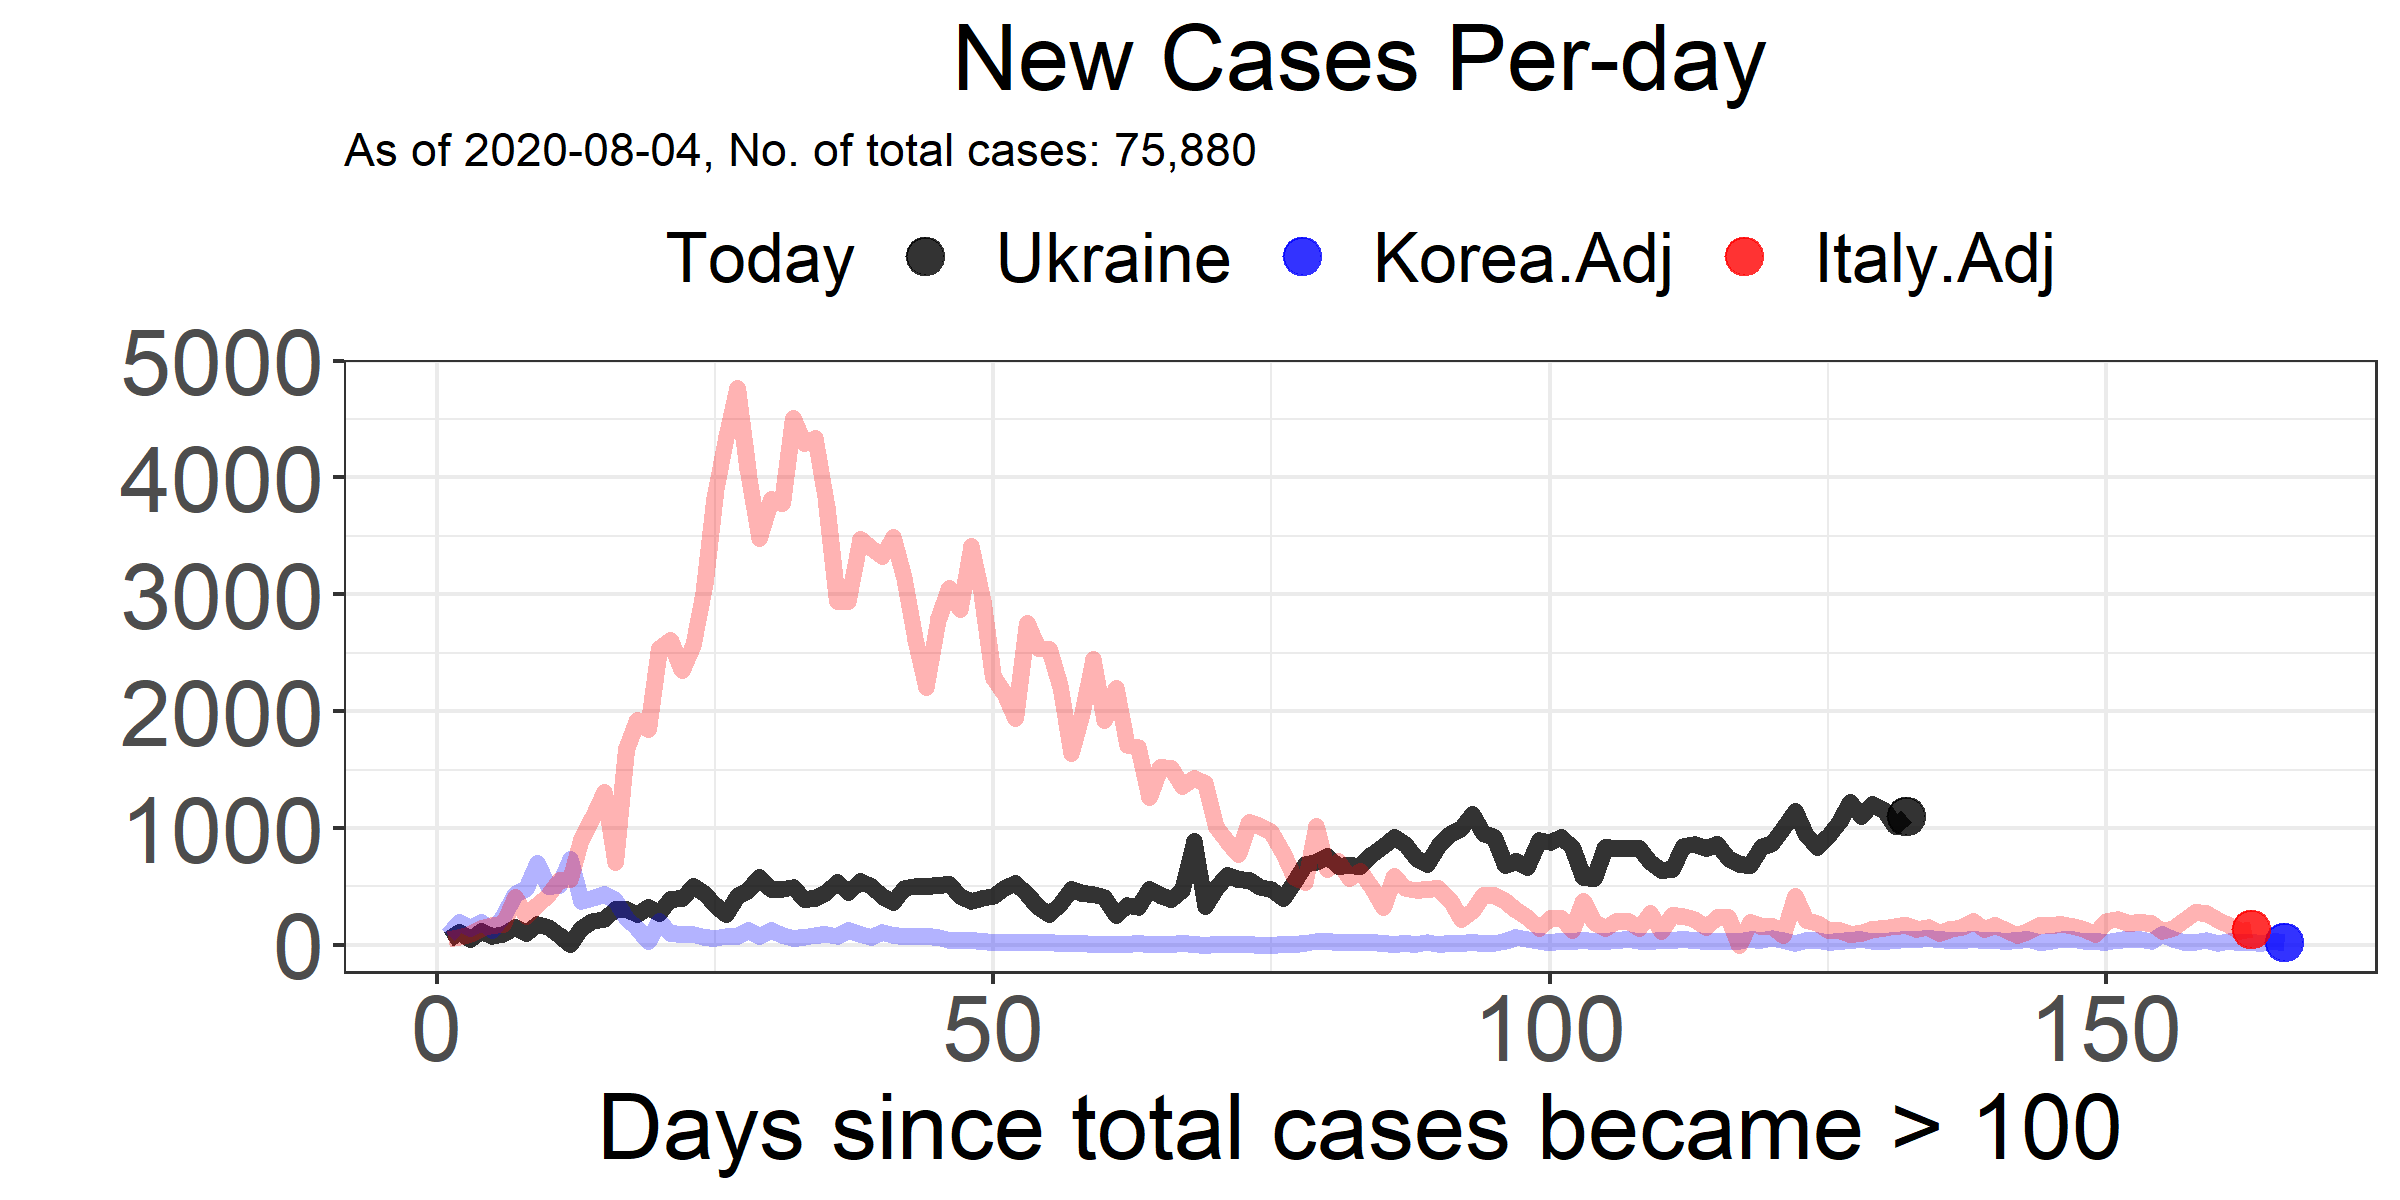 New Cases Per-day
As of 2020-08-04, No. of total cases: 75,880
Today Ukraine Korea.Adj Italy.Adj
5000
4000
3000
2000
1000
0
0 50 100 150
Days since total cases became > 100